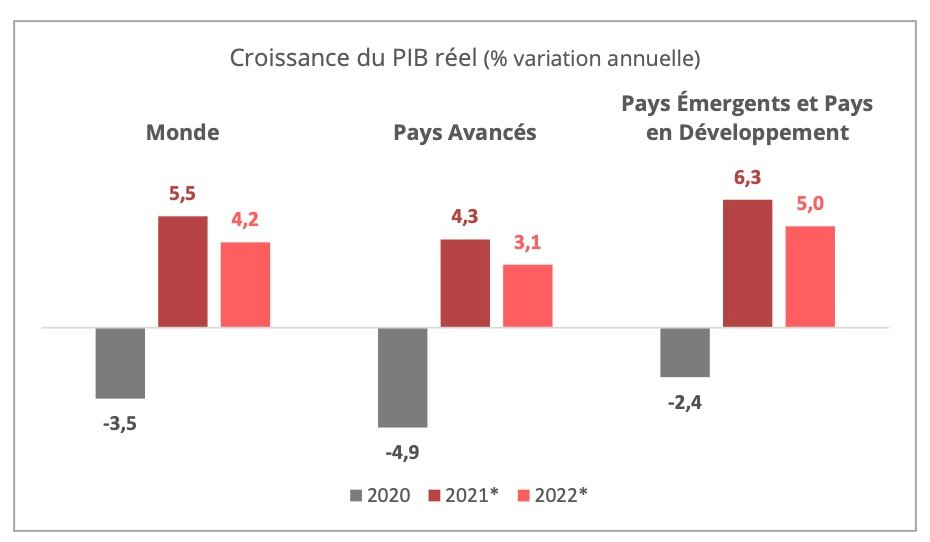 Croissance du PIB réel (% variation annuelle)
Monde
5,5
4,2
-3,5
Pays Avancés
4,3
3,1
-4,9
Pays Émergents et Pays
en Développement
6,3
5,0
-2,4
2020 2021* 2022*